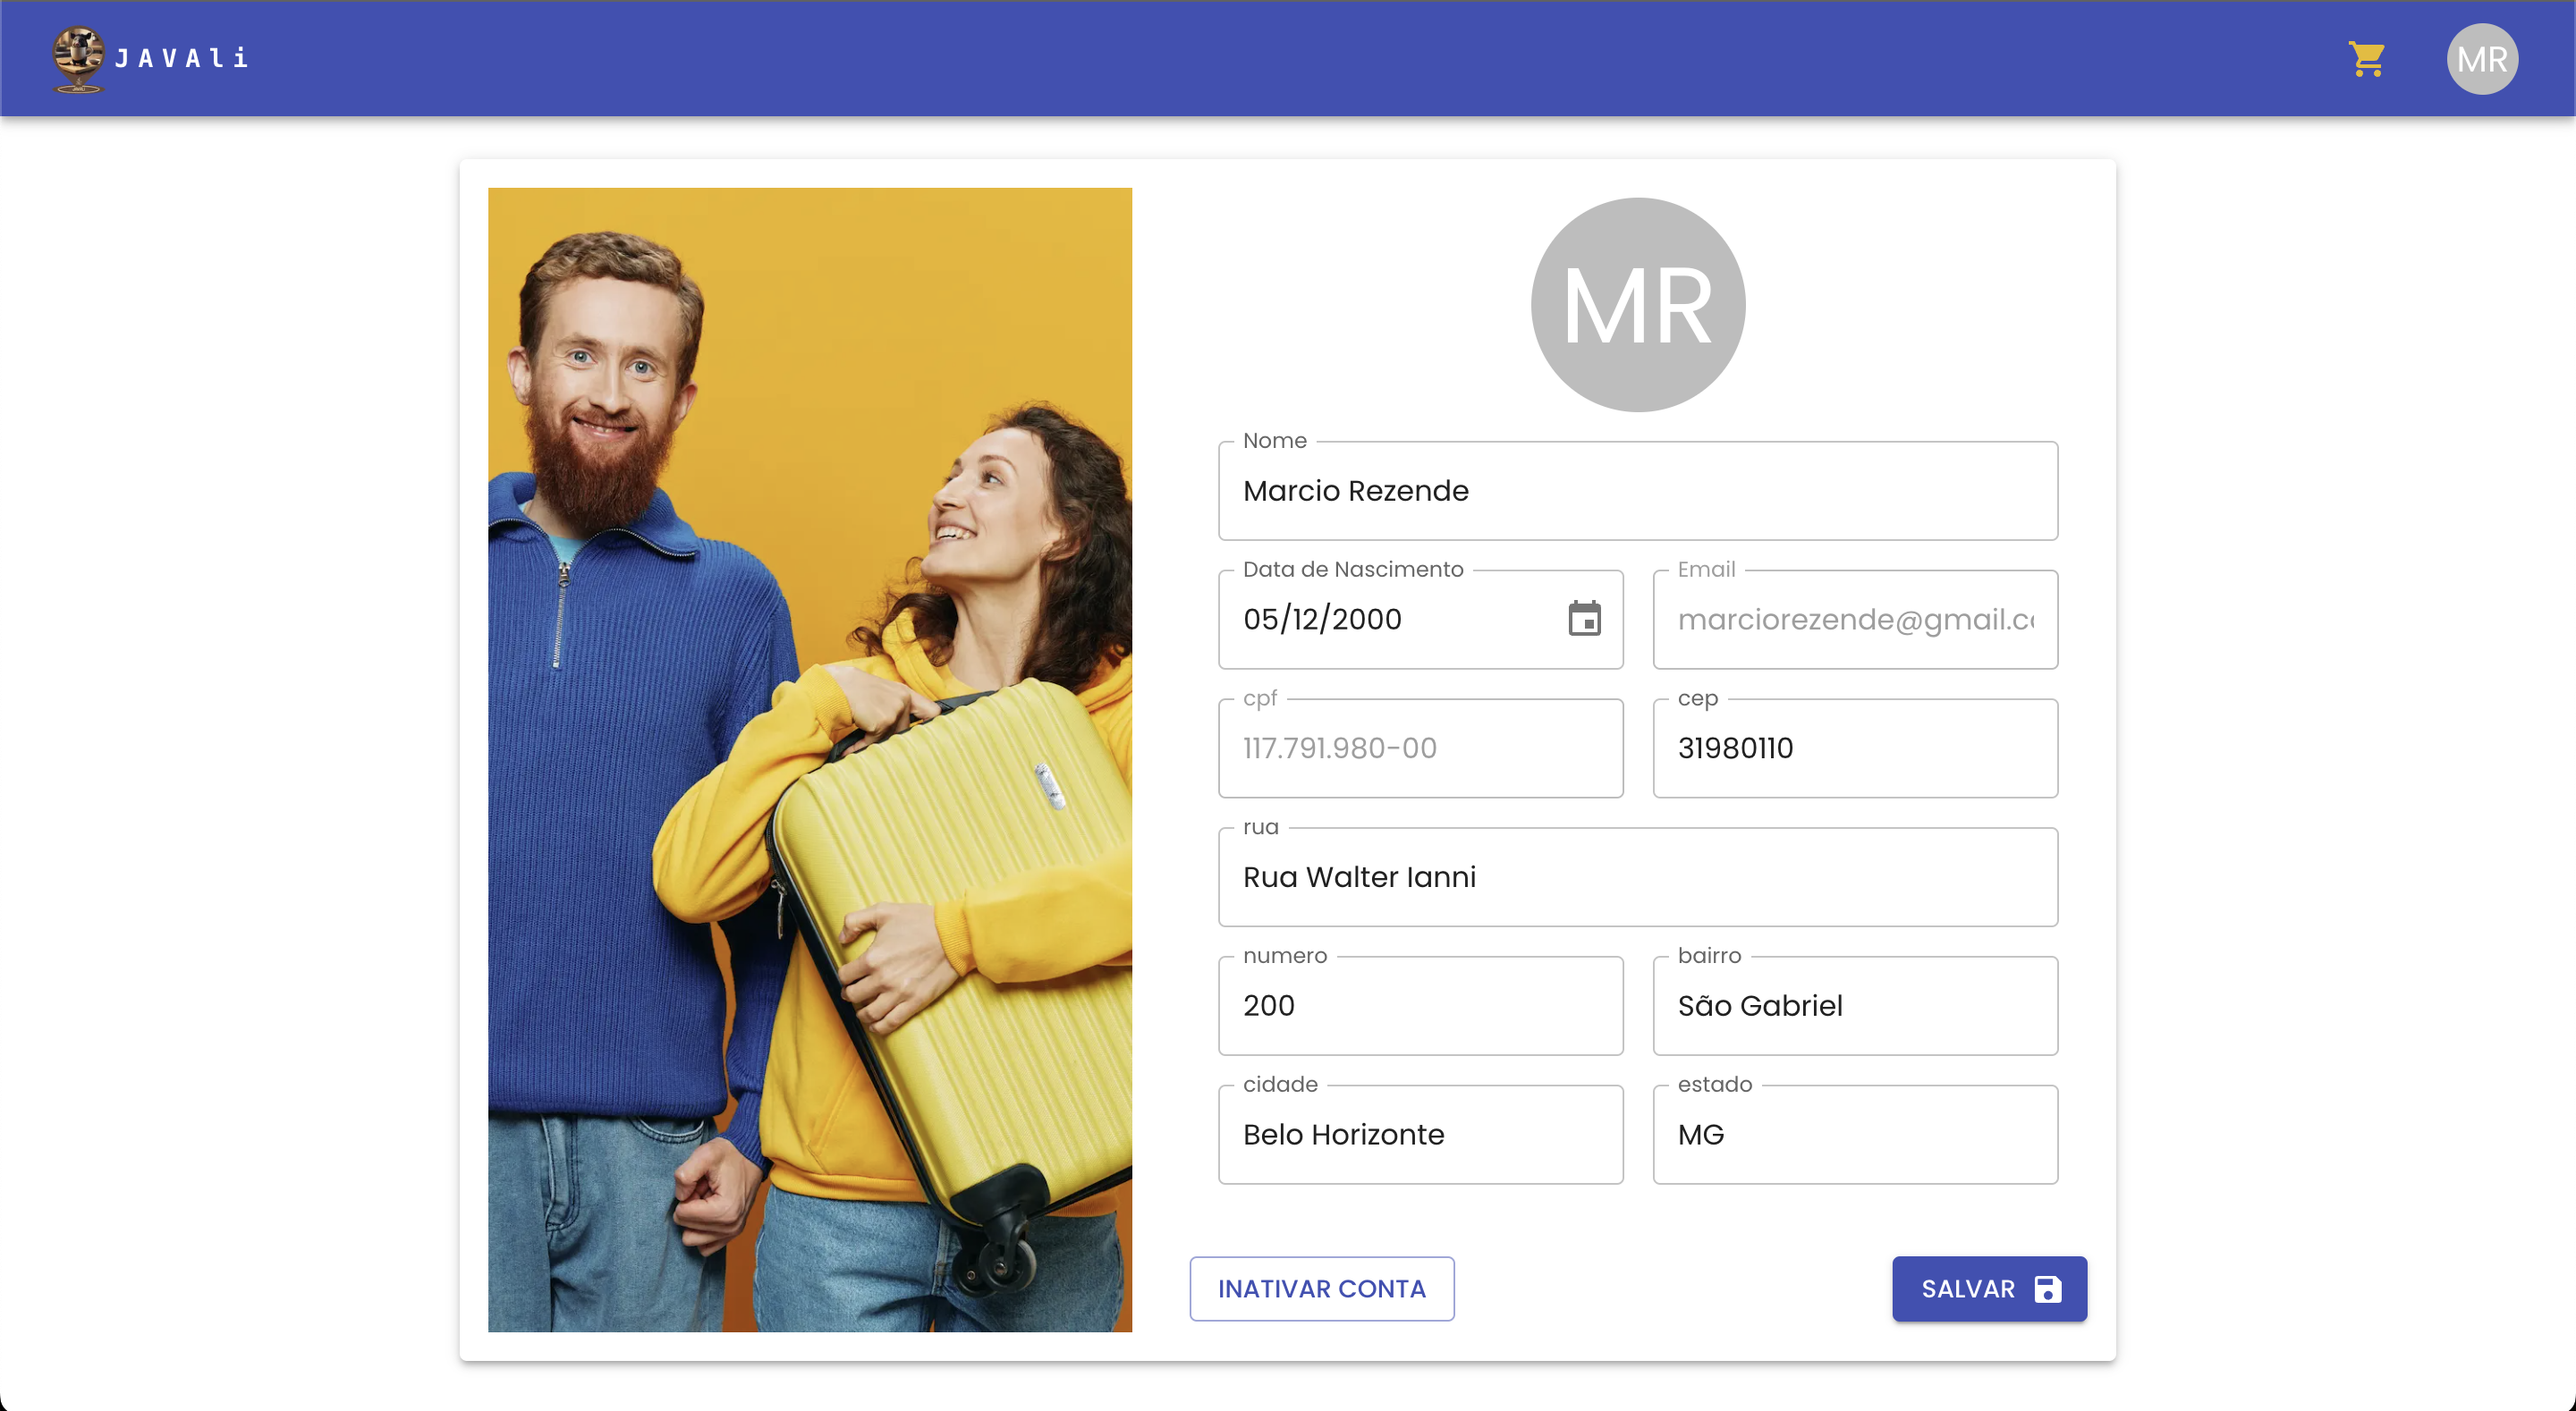 JAVAli
MR
MR
Nome
Marcio Rezende
Data de Nascimento
05/12/2000
Email
marciorezende@gmail.co
cpf
117.791.980-00
cep
31980110
rua
Rua Walter Ianni
numero
200
bairro
São Gabriel
cidade
Belo Horizonte
estado
MG
INATIVAR CONTA
SALVAR